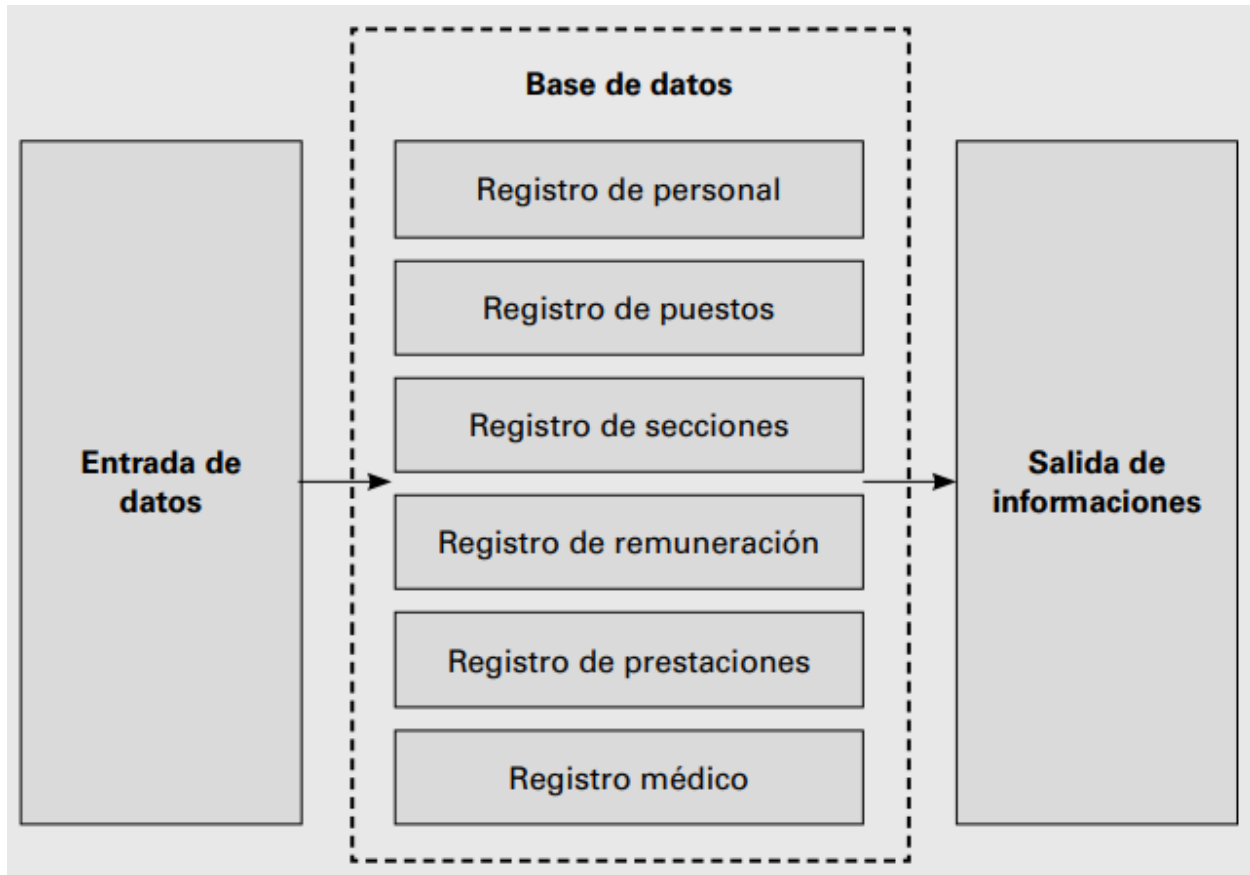 Base de datos
Registro de personal
Registro de puestos
Registro de secciones
Entrada de
datos
Salida de
informaciones
Registro de remuneración
Registro de prestaciones
Registro médico